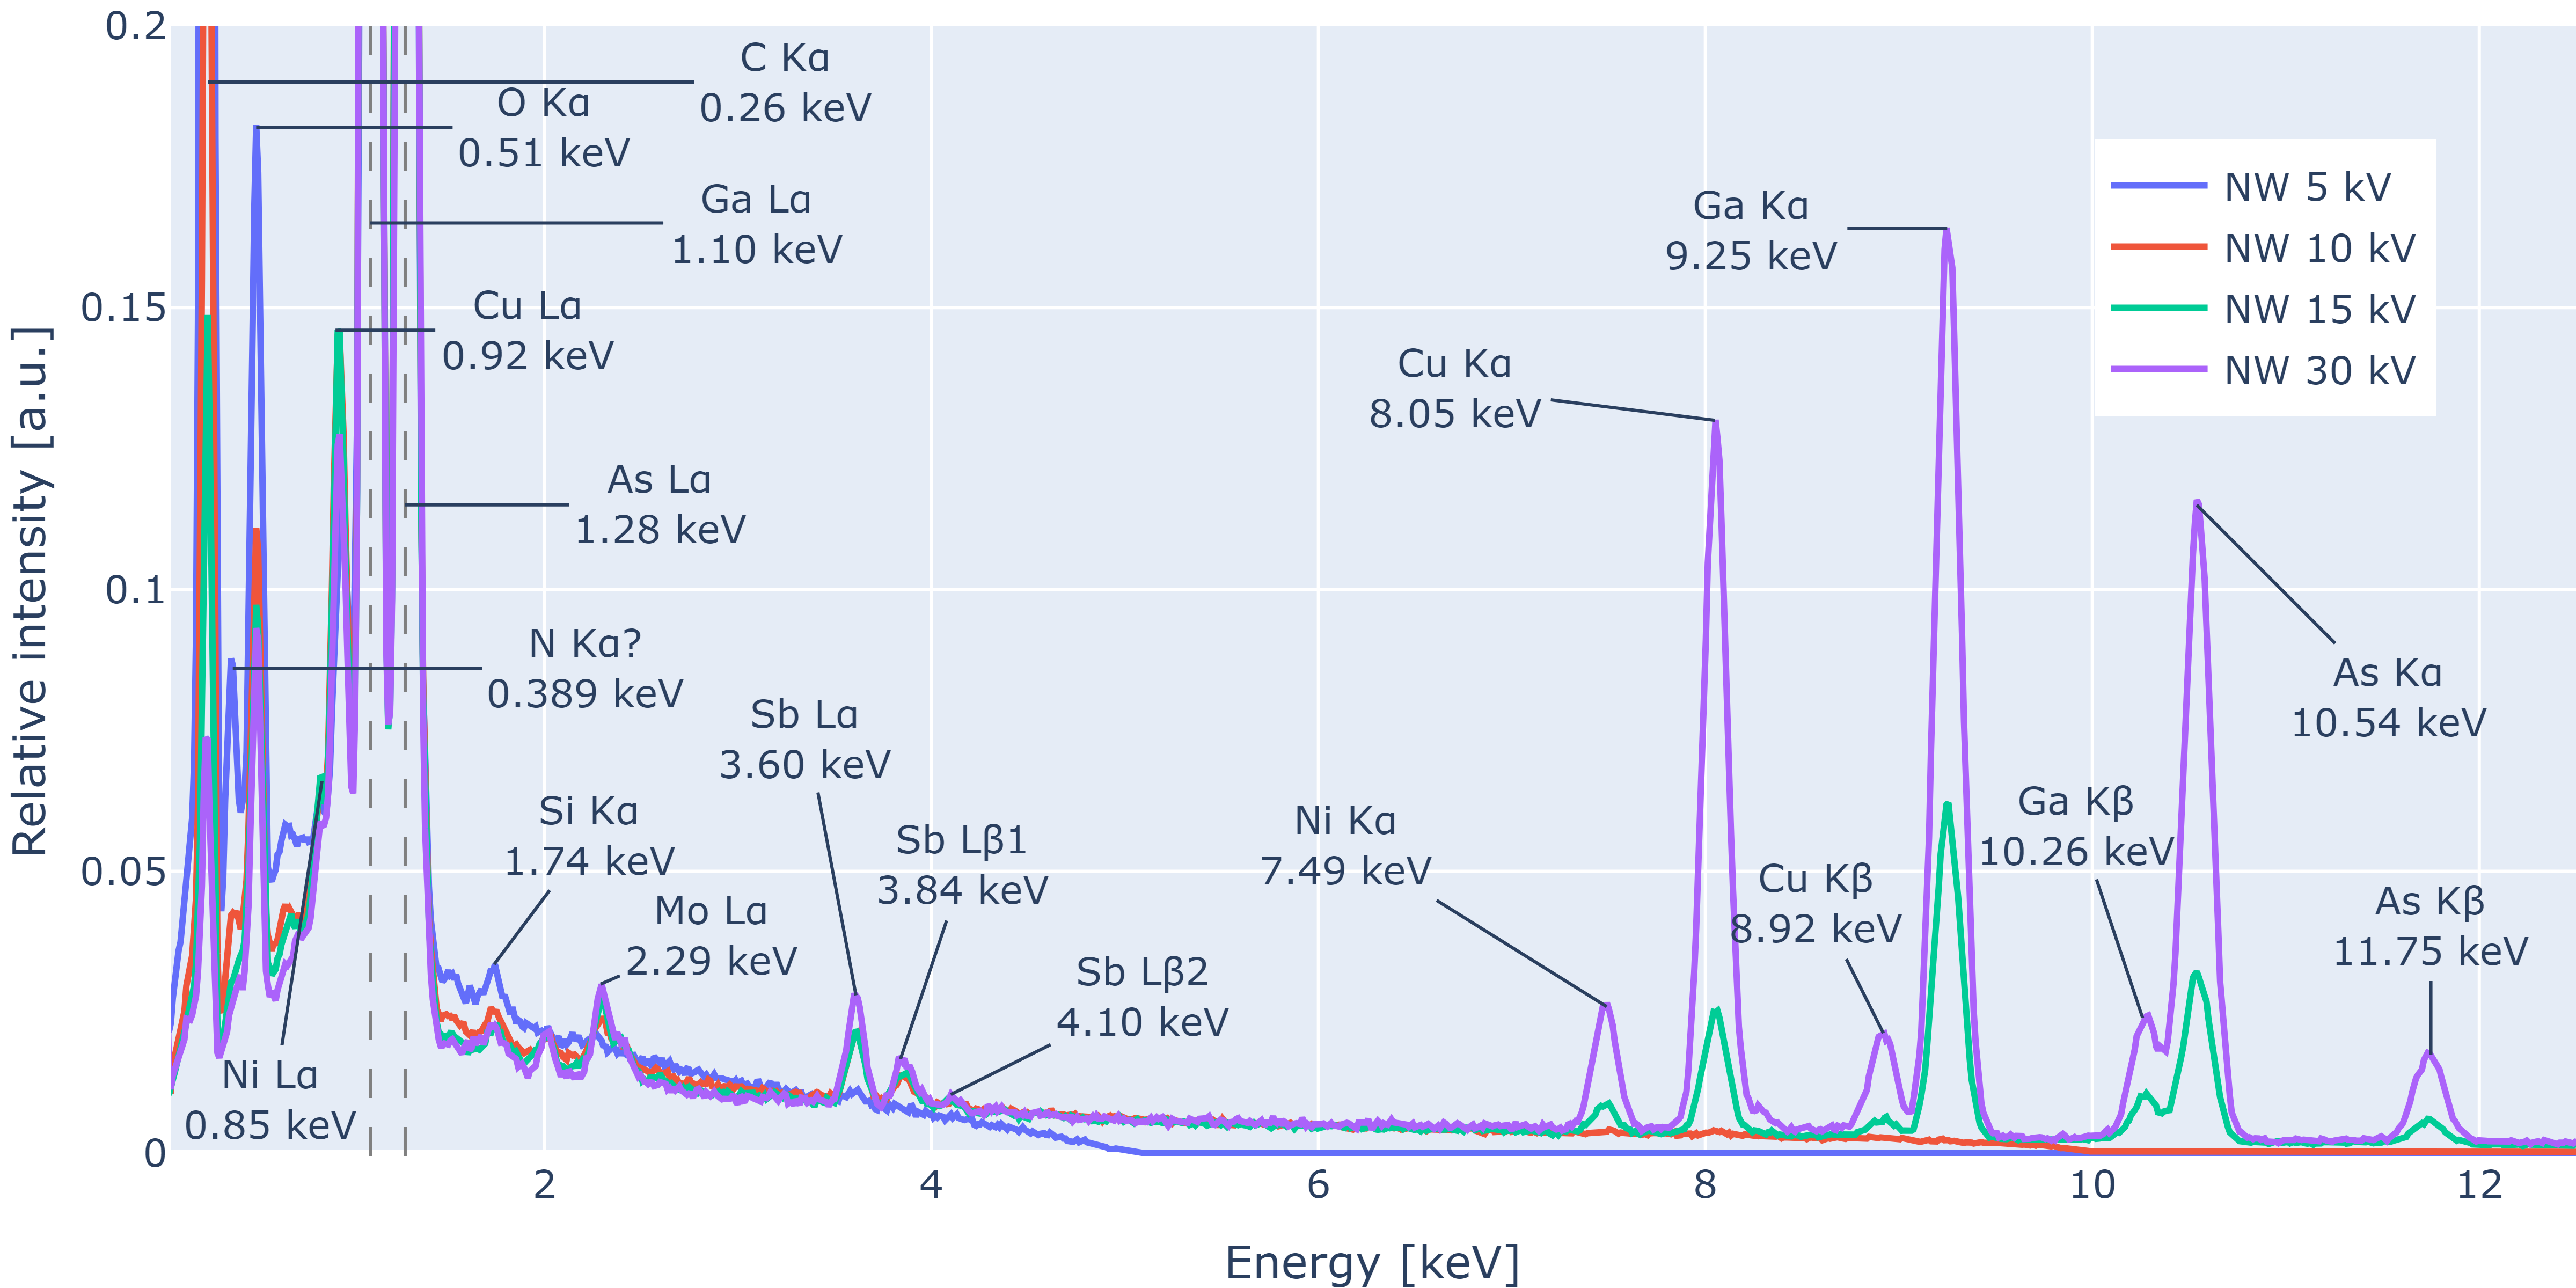 0.2
0.15
0.1
0.05
0
Relative intensity [a.u.]
C Kα
0.26 keV
O Kα
0.51 keV
Ga Lα
1.10 keV
Cu Lα
0.92 keV
As Lα
1.28 keV
N Kα?
0.389 keV
Sb Lα
3.60 keV
Si Kα
1.74 keV
Mo Lα
2.29 keV
Sb Lβ1
3.84 keV
Sb Lβ2
4.10 keV
Ni Lα
0.85 keV
Ni Kα
7.49 keV
Cu Kα
8.05 keV
Ga Kα
9.25 keV
Cu Kβ
8.92 keV
Ga Kβ
10.26 keV
As Kα
10.54 keV
As Kβ
11.75 keV
NW 5 kV
NW 10 kV
NW 15 kV
NW 30 kV
2
4
6
8
10
12
Energy [keV]